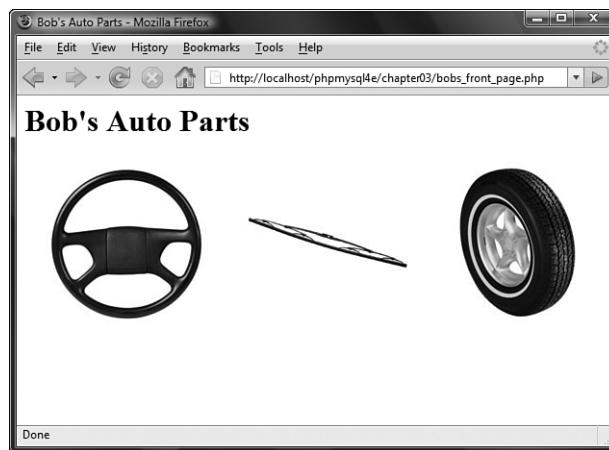 Bob's Auto Parts - Mozilla Firefox
File Edit View History Bookmarks Tools Help
http://localhost/phpmysql4e/chapter03/bobs_front_page.php
Bob's Auto Parts
Done